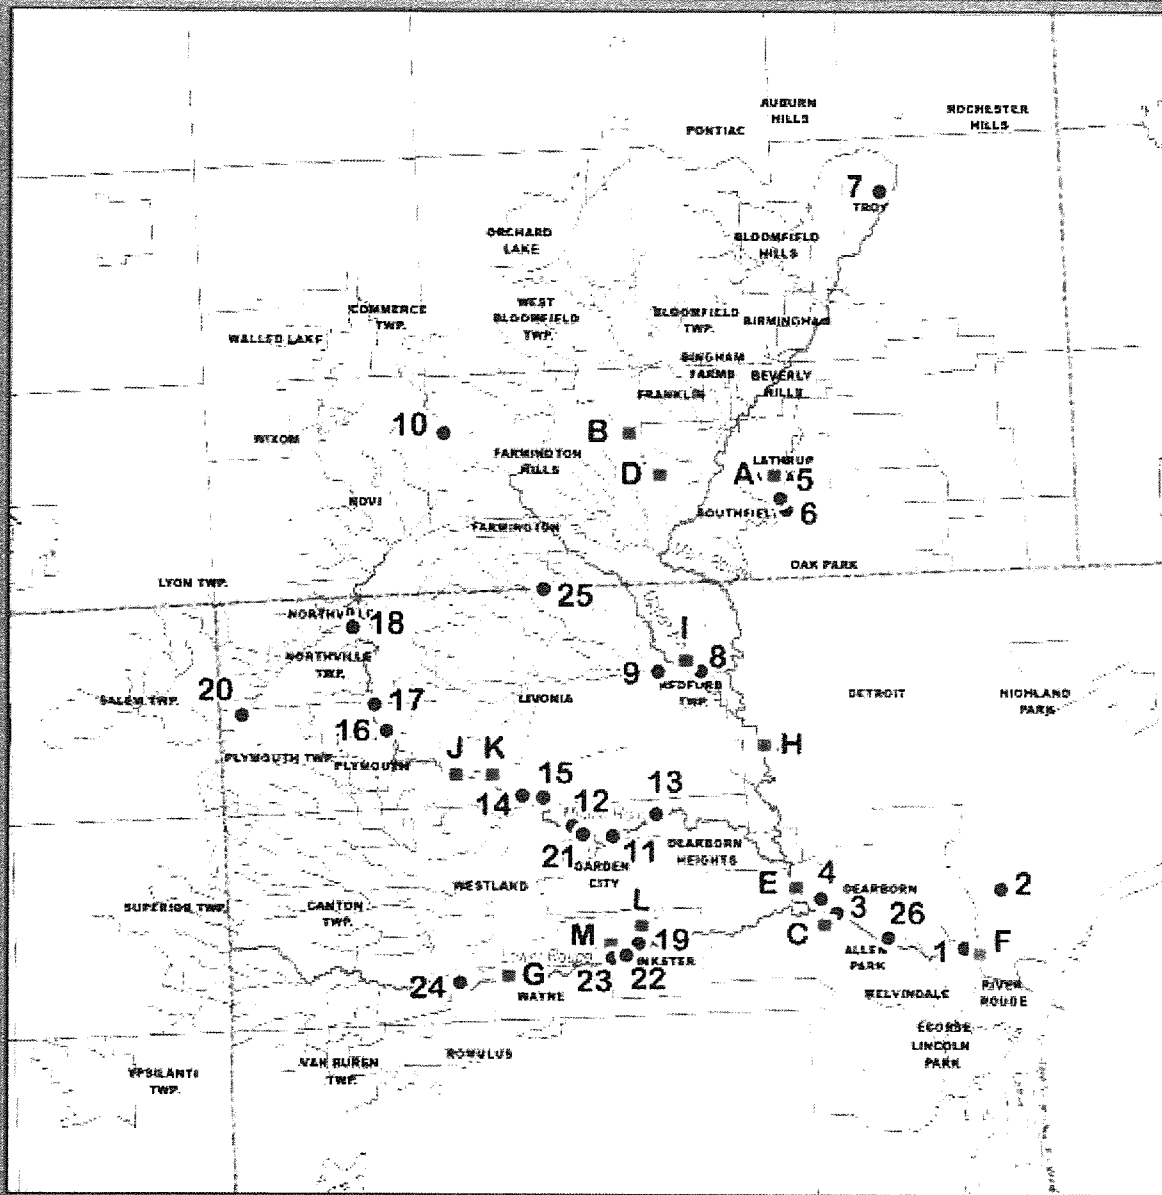 AUBURN
HILLS
ROCHESTER
HILLS
PONTIAC
7
TROY
ORCHARD
LAKE
BLOOMFIELD
HILLS
COMMERCE
TWP.
WEST
BLOOMFIELD
TWP.
BLOOMFIELD
TWP.
BIRMINGHAM
WALLED LAKE
BINGHAM
FARMS
BEVERLY
HILLS
FRANKLIN
10
B
WIXOM
FARMINGTON
HILLS
D
A
LATHRUP
5
NOVI
SOUTHFIEL
6
FARMINGTON
OAK PARK
LYON TWP.
25
NORTHVILLE
18
I
8
NORTHVILLE
TWP.
9
REDFORD
TWP.
20
SALEM TWP.
17
LIVONIA
DETROIT
HIGHLAND
PARK
16
H
PLYMOUTH TWP.
PLYMOUTH
J
K
14
15
12
13
21
11
DEARBORN
HEIGHTS
GARDEN
CITY
WESTLAND
E
4
DEARBORN
2
SUPERIOR TWP.
CANTON
TWP.
L
3
26
C
M
19
INKSTER
ALLEN
PARK
1
F
24
G
23
22
WAYNE
MELVINDALE
RIVER
ROUGE
ECORSE
LINCOLN
PARK
ROMULUS
VAN BUREN
TWP.
YPSILANTI
TWP.